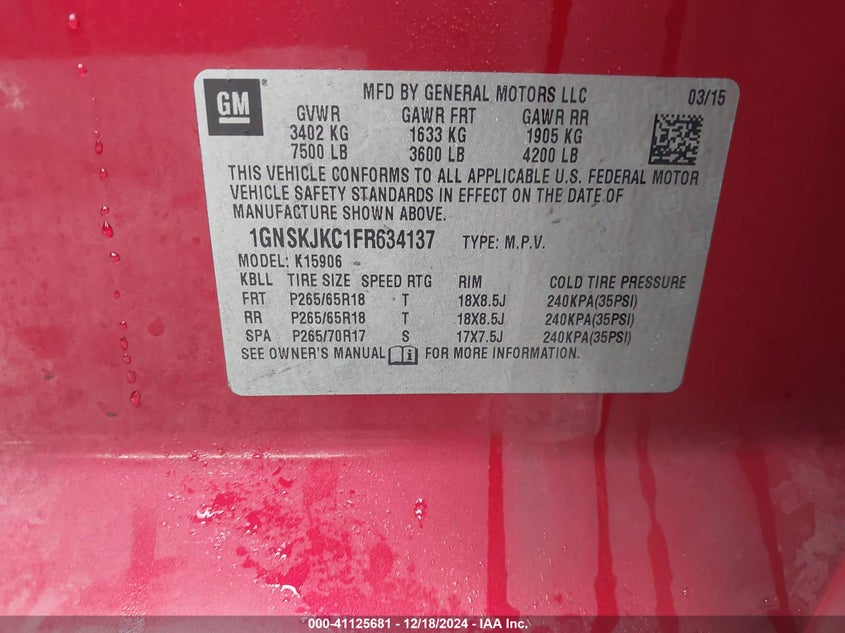 GM
MFD BY GENERAL MOTORS LLC 03/15
GVWR GAWR FRT GAWR RR
3402 KG 1633 KG 1905 KG
7500 LB 3600 LB 4200 LB
THIS VEHICLE CONFORMS TO ALL APPLICABLE U.S. FEDERAL MOTOR
VEHICLE SAFETY STANDARDS IN EFFECT ON THE DATE OF
MANUFACTURE SHOWN ABOVE.
1GNSKJKC1FR634137 TYPE: M.P.V.
MODEL: K15906
KBLL TIRE SIZE SPEED RTG RIM COLD TIRE PRESSURE
FRT P265/65R18 T 18X8.5J 240KPA(35PSI)
RR P265/65R18 T 18X8.5J 240KPA(35PSI)
SPA P265/70R17 S 17X7.5J 240KPA(35PSI)
SEE OWNER'S MANUAL FOR MORE INFORMATION.
000-41125681 - 12/18/2024 - IAA Inc.